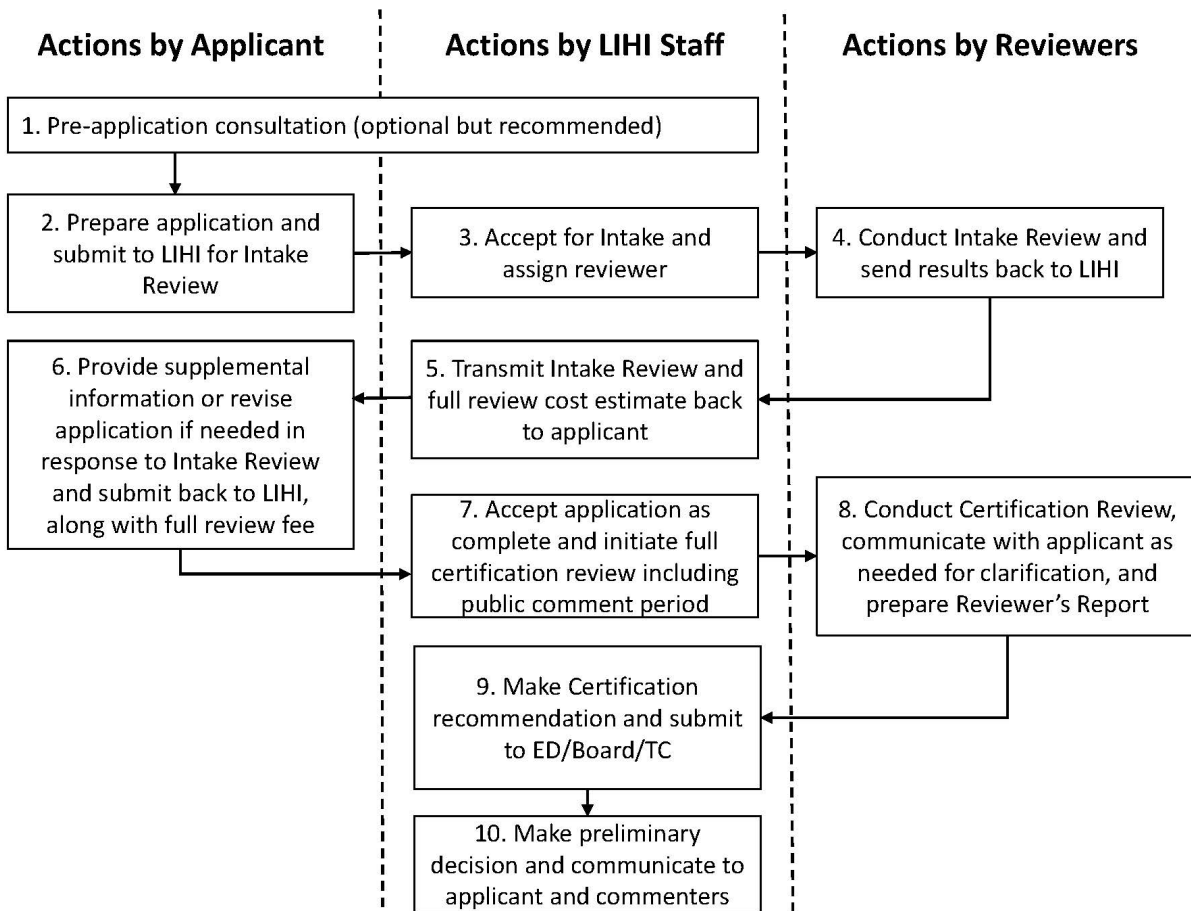 Actions by Applicant
Actions by LIHI Staff
Actions by Reviewers
1. Pre-application consultation (optional but recommended)
2. Prepare application and
submit to LIHI for Intake
Review
3. Accept for Intake and
assign reviewer
4. Conduct Intake Review and
send results back to LIHI
5. Transmit Intake Review and
full review cost estimate back
to applicant
6. Provide supplemental
information or revise
application if needed in
response to Intake Review
and submit back to LIHI,
along with full review fee
7. Accept application as
complete and initiate full
certification review including
public comment period
8. Conduct Certification Review,
communicate with applicant as
needed for clarification, and
prepare Reviewer’s Report
9. Make Certification
recommendation and submit
to ED/Board/TC
10. Make preliminary
decision and communicate to
applicant and commenters